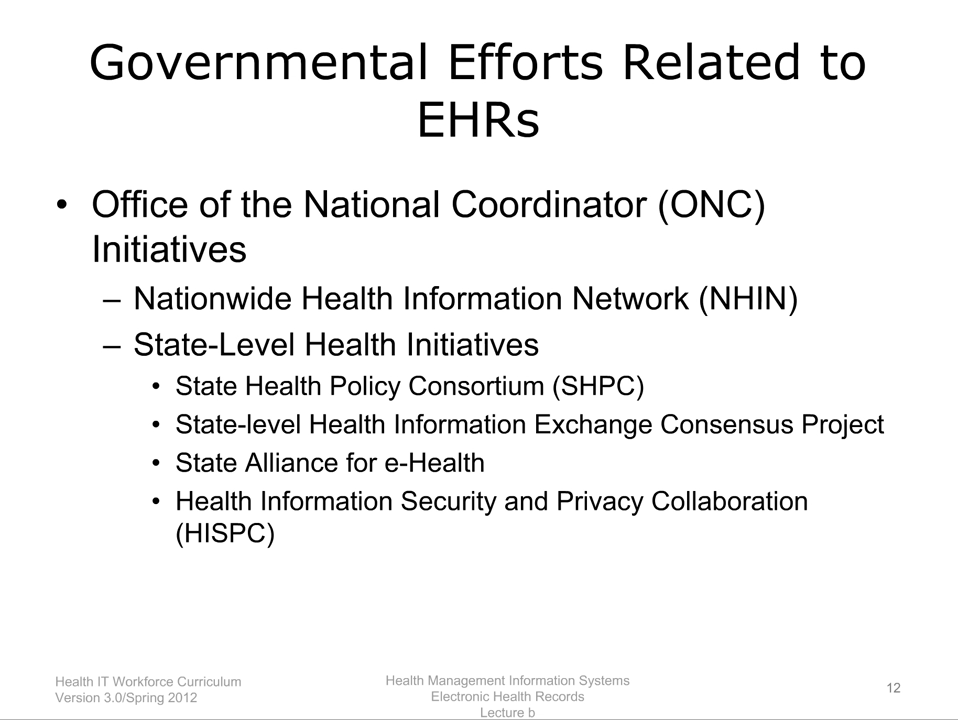 Governmental Efforts Related to
EHRs
• Office of the National Coordinator (ONC)
Initiatives
– Nationwide Health Information Network (NHIN)
– State-Level Health Initiatives
• State Health Policy Consortium (SHPC)
• State-level Health Information Exchange Consensus Project
• State Alliance for e-Health
• Health Information Security and Privacy Collaboration
(HISPC)
Health IT Workforce Curriculum
Version 3.0/Spring 2012
Health Management Information Systems
Electronic Health Records
Lecture b
12